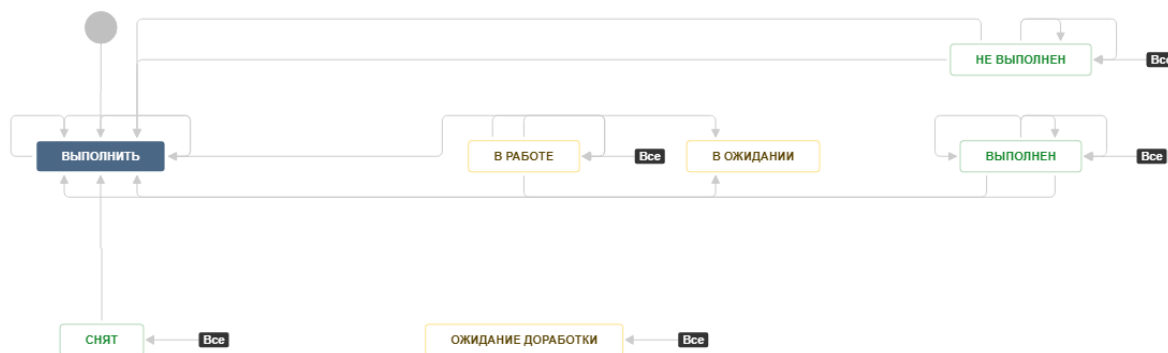 НЕ ВЫПОЛНЕН
Все
ВЫПОЛНИТЬ
В РАБОТЕ
Все
В ОЖИДАНИИ
ВЫПОЛНЕН
Все
СНЯТ
Все
ОЖИДАНИЕ ДОРАБОТКИ
Все